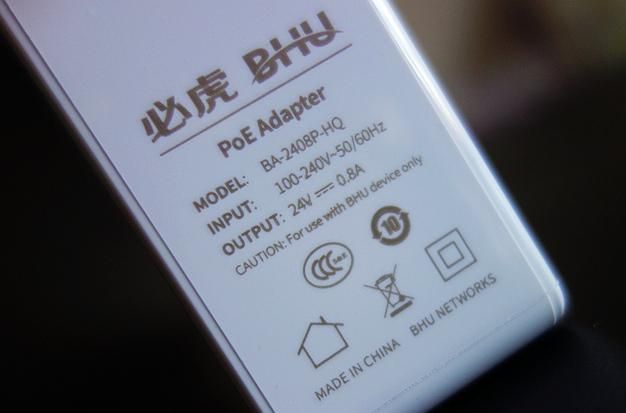 必虎 BHU
PoE Adapter
MODEL: BA-2408P-HQ
INPUT: 100-240V~50/60Hz
OUTPUT: 24V ⎓ 0.8A
CAUTION: For use with BHU device only
10
MADE IN CHINA BHU NETWORKS